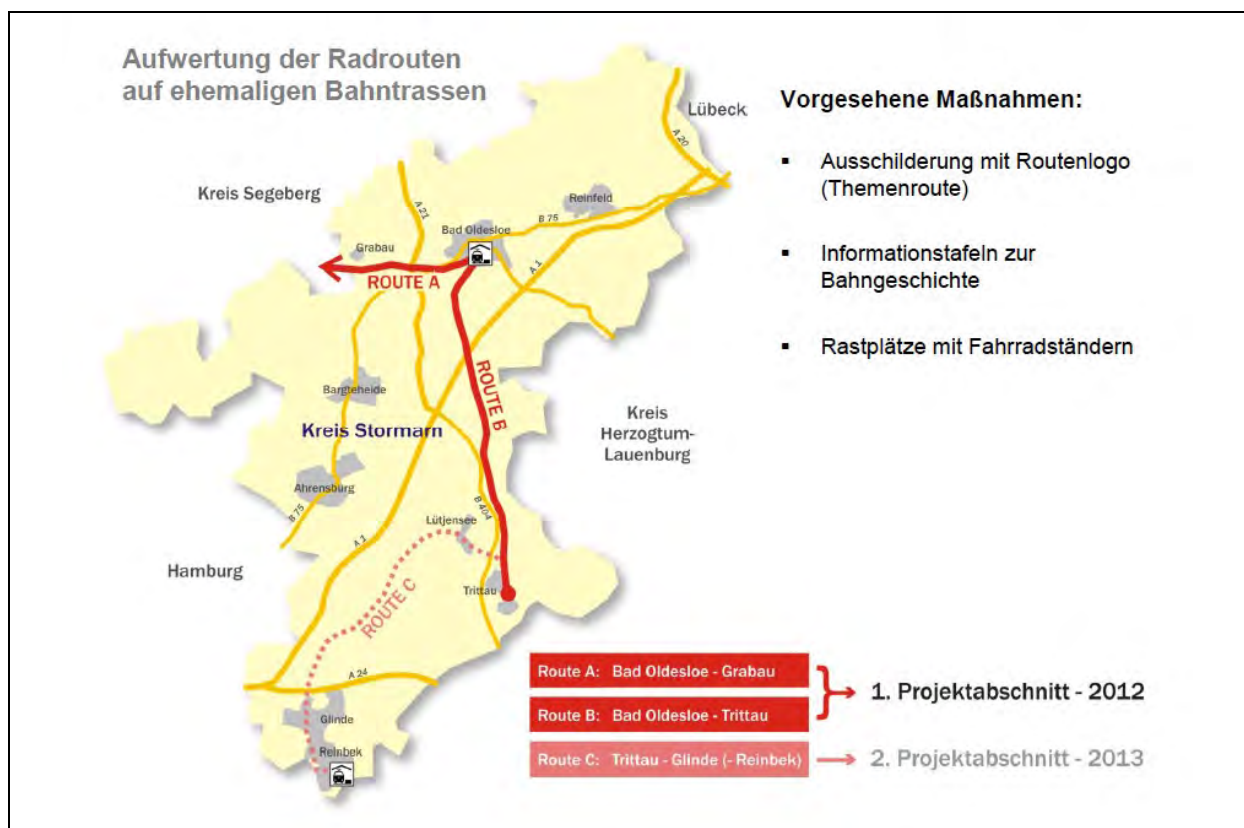 Aufwertung der Radrouten
auf ehemaligen Bahntrassen
Vorgesehene Maßnahmen:
▪ Ausschilderung mit Routenlogo
(Themenroute)
▪ Informationstafeln zur
Bahngeschichte
▪ Rastplätze mit Fahrradständern
Lübeck
A 20
Kreis Segeberg
A 21
Reinfeld
B 75
Bad Oldesloe
Grabau
ROUTE A
A 1
ROUTE B
Bargteheide
Kreis Stormarn
Kreis
Herzogtum-
Lauenburg
Ahrensburg
B 75
B 404
Lütjensee
A 1
Hamburg
Trittau
ROUTE C
A 24
Glinde
Reinbek
Route A: Bad Oldesloe - Grabau
Route B: Bad Oldesloe - Trittau
1. Projektabschnitt - 2012
Route C: Trittau - Glinde (- Reinbek)
2. Projektabschnitt - 2013